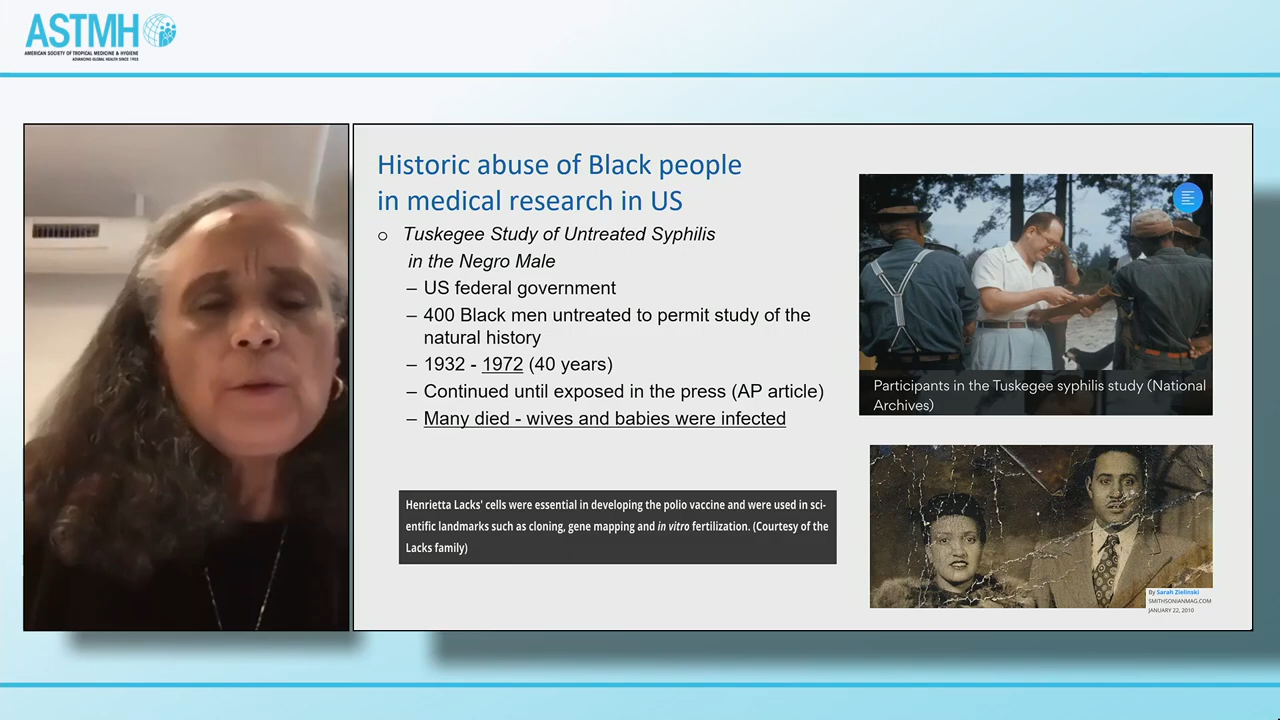 ASTMH
AMERICAN SOCIETY OF TROPICAL MEDICINE & HYGIENE
ADVANCING GLOBAL HEALTH SINCE 1903
Historic abuse of Black people
in medical research in US
o Tuskegee Study of Untreated Syphilis
in the Negro Male
– US federal government
– 400 Black men untreated to permit study of the
natural history
– 1932 - 1972 (40 years)
– Continued until exposed in the press (AP article)
– Many died - wives and babies were infected
Participants in the Tuskegee syphilis study (National
Archives)
Henrietta Lacks' cells were essential in developing the polio vaccine and were used in sci-
entific landmarks such as cloning, gene mapping and in vitro fertilization. (Courtesy of the
Lacks family)
By Sarah Zielinski
SMITHSONIANMAG.COM
JANUARY 22, 2010